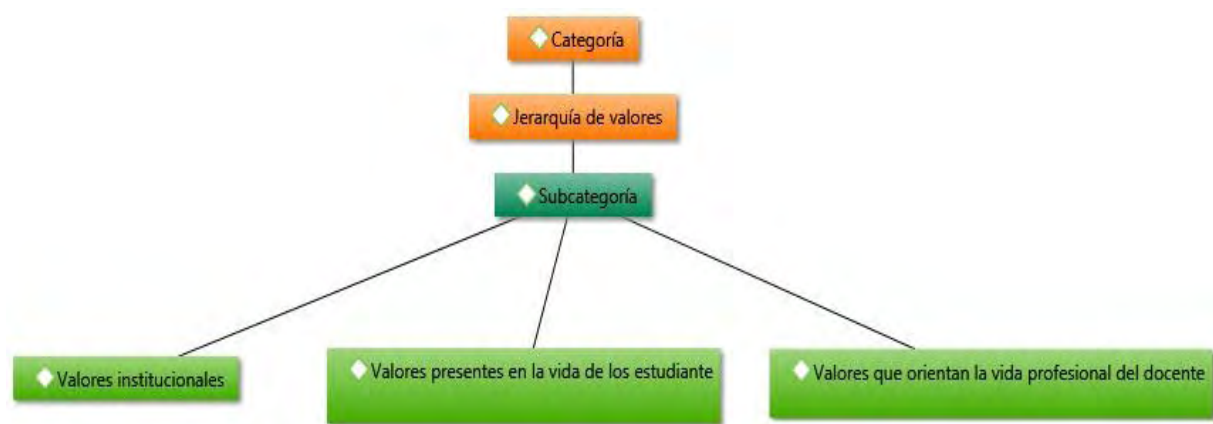 Categoría
Jerarquía de valores
Subcategoría
Valores institucionales
Valores presentes en la vida de los estudiante
Valores que orientan la vida profesional del docente